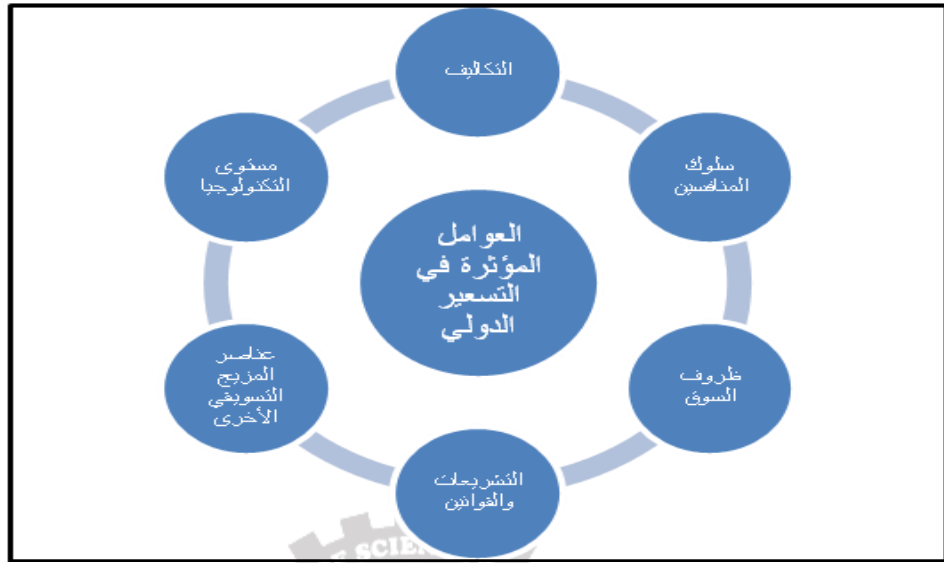 التكاليف
سلوك
المنافسين
ظروف
السوق
التشريعات
والقوانين
عناصر
المزيج
التسويقي
الأخرى
مستوى
التكنولوجيا
العوامل
المؤثرة في
التسعير
الدولي